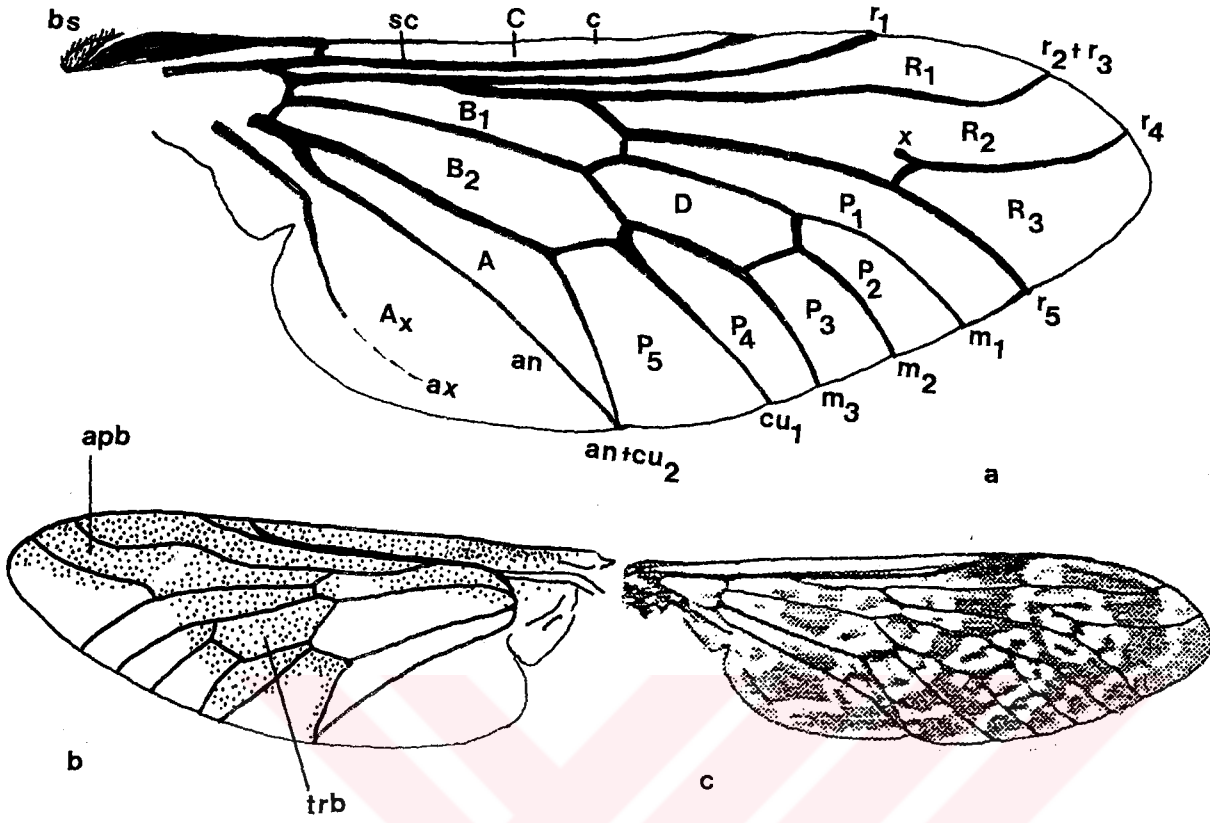 bs sc C c r1
r2+r3
R1
r4
B1 R2 x
B2 D P1 R3
A P2
Ax P4 P3 r5
an P5 m1
ax m2
m3
cu1
an+cu2
a
apb
b
trb
c